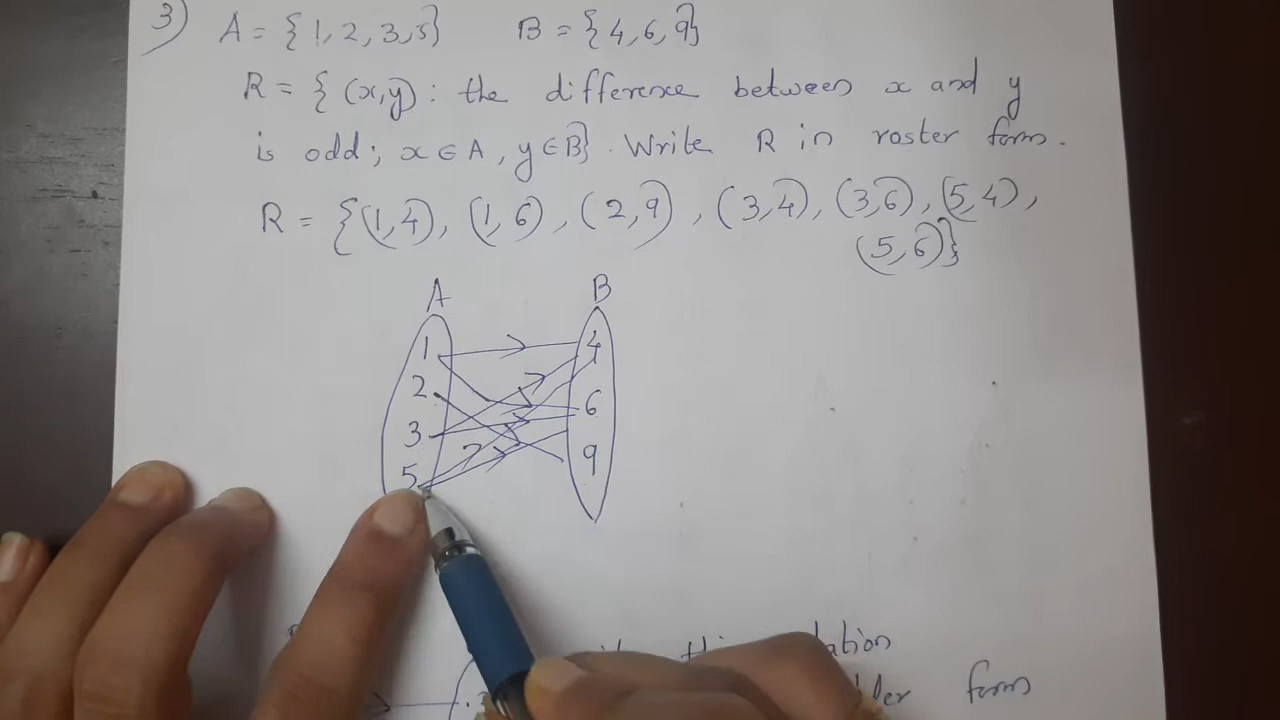 3) A = {1, 2, 3, 5} B = {4, 6, 9}
R = { (x,y) : the difference between x and y
is odd; x ∈ A, y ∈ B} . Write R in roster form.
R = {(1,4), (1,6), (2,9), (3,4), (3,6), (5,4),
(5,6)}
A B
1 4
2 6
3 9
5
form